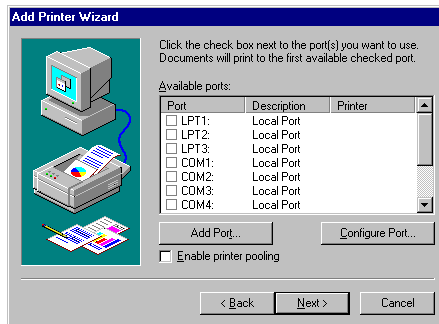 Add Printer Wizard
Click the check box next to the port(s) you want to use.
Documents will print to the first available checked port.
Available ports:
Port Description Printer
LPT1: Local Port
LPT2: Local Port
LPT3: Local Port
COM1: Local Port
COM2: Local Port
COM3: Local Port
COM4: Local Port
Add Port... Configure Port...
Enable printer pooling
< Back Next > Cancel